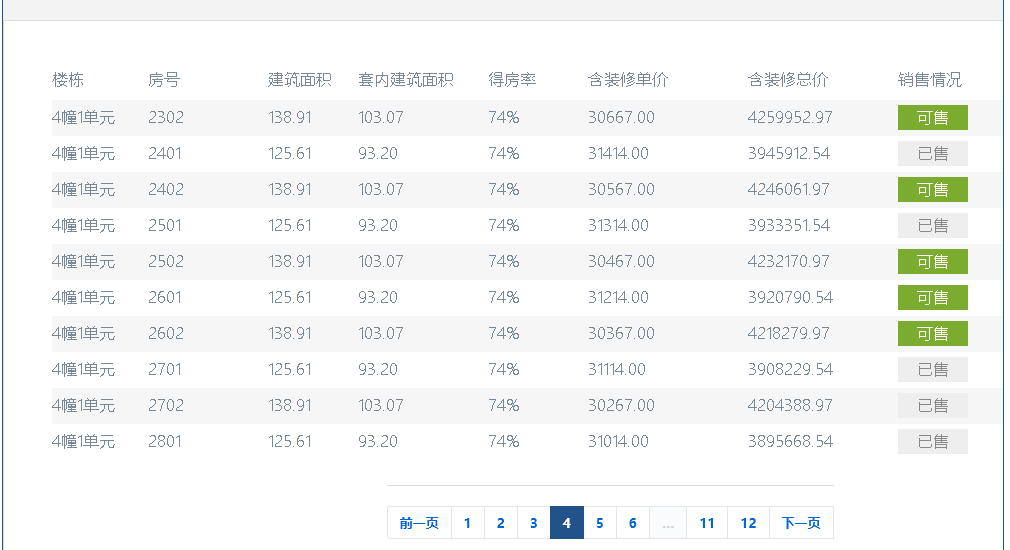 楼栋 房号 建筑面积 套内建筑面积 得房率 含装修单价 含装修总价 销售情况
4幢1单元 2302 138.91 103.07 74% 30667.00 4259952.97 可售
4幢1单元 2401 125.61 93.20 74% 31414.00 3945912.54 已售
4幢1单元 2402 138.91 103.07 74% 30567.00 4246061.97 可售
4幢1单元 2501 125.61 93.20 74% 31314.00 3933351.54 已售
4幢1单元 2502 138.91 103.07 74% 30467.00 4232170.97 可售
4幢1单元 2601 125.61 93.20 74% 31214.00 3920790.54 可售
4幢1单元 2602 138.91 103.07 74% 30367.00 4218279.97 可售
4幢1单元 2701 125.61 93.20 74% 31114.00 3908229.54 已售
4幢1单元 2702 138.91 103.07 74% 30267.00 4204388.97 已售
4幢1单元 2801 125.61 93.20 74% 31014.00 3895668.54 已售
前一页 1 2 3 4 5 6 ... 11 12 下一页